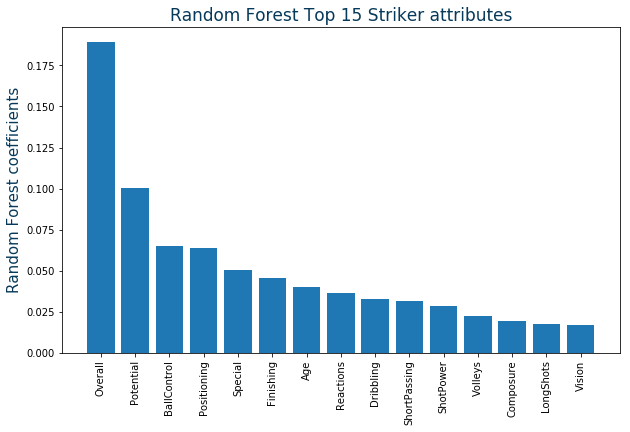 Random Forest Top 15 Striker attributes
Random Forest coefficients
0.175
0.150
0.125
0.100
0.075
0.050
0.025
0.000
Overall
Potential
BallControl
Positioning
Special
Finishing
Age
Reactions
Dribbling
ShortPassing
ShotPower
Volleys
Composure
LongShots
Vision